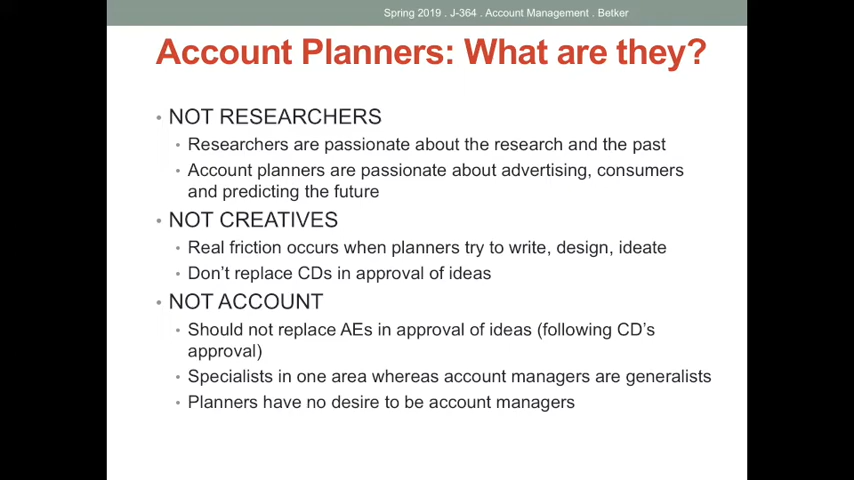 Spring 2019 . J-364 . Account Management . Betker
Account Planners: What are they?
• NOT RESEARCHERS
• Researchers are passionate about the research and the past
• Account planners are passionate about advertising, consumers
and predicting the future
• NOT CREATIVES
• Real friction occurs when planners try to write, design, ideate
• Don't replace CDs in approval of ideas
• NOT ACCOUNT
• Should not replace AEs in approval of ideas (following CD's
approval)
• Specialists in one area whereas account managers are generalists
• Planners have no desire to be account managers